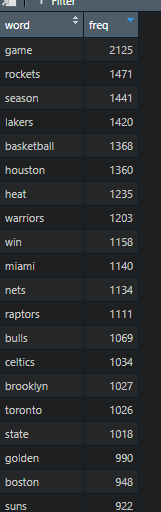 Filter
word freq
game 2125
rockets 1471
season 1441
lakers 1420
basketball 1368
houston 1360
heat 1235
warriors 1203
win 1158
miami 1140
nets 1134
raptors 1111
bulls 1069
celtics 1034
brooklyn 1027
toronto 1026
state 1018
golden 990
boston 948
suns 922